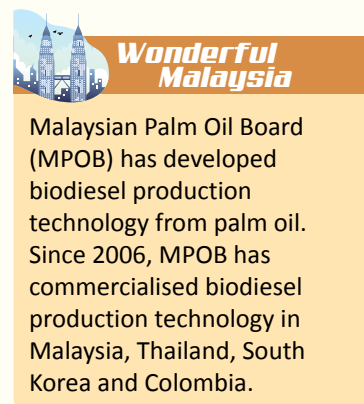 Wonderful
Malaysia
Malaysian Palm Oil Board
(MPOB) has developed
biodiesel production
technology from palm oil.
Since 2006, MPOB has
commercialised biodiesel
production technology in
Malaysia, Thailand, South
Korea and Colombia.